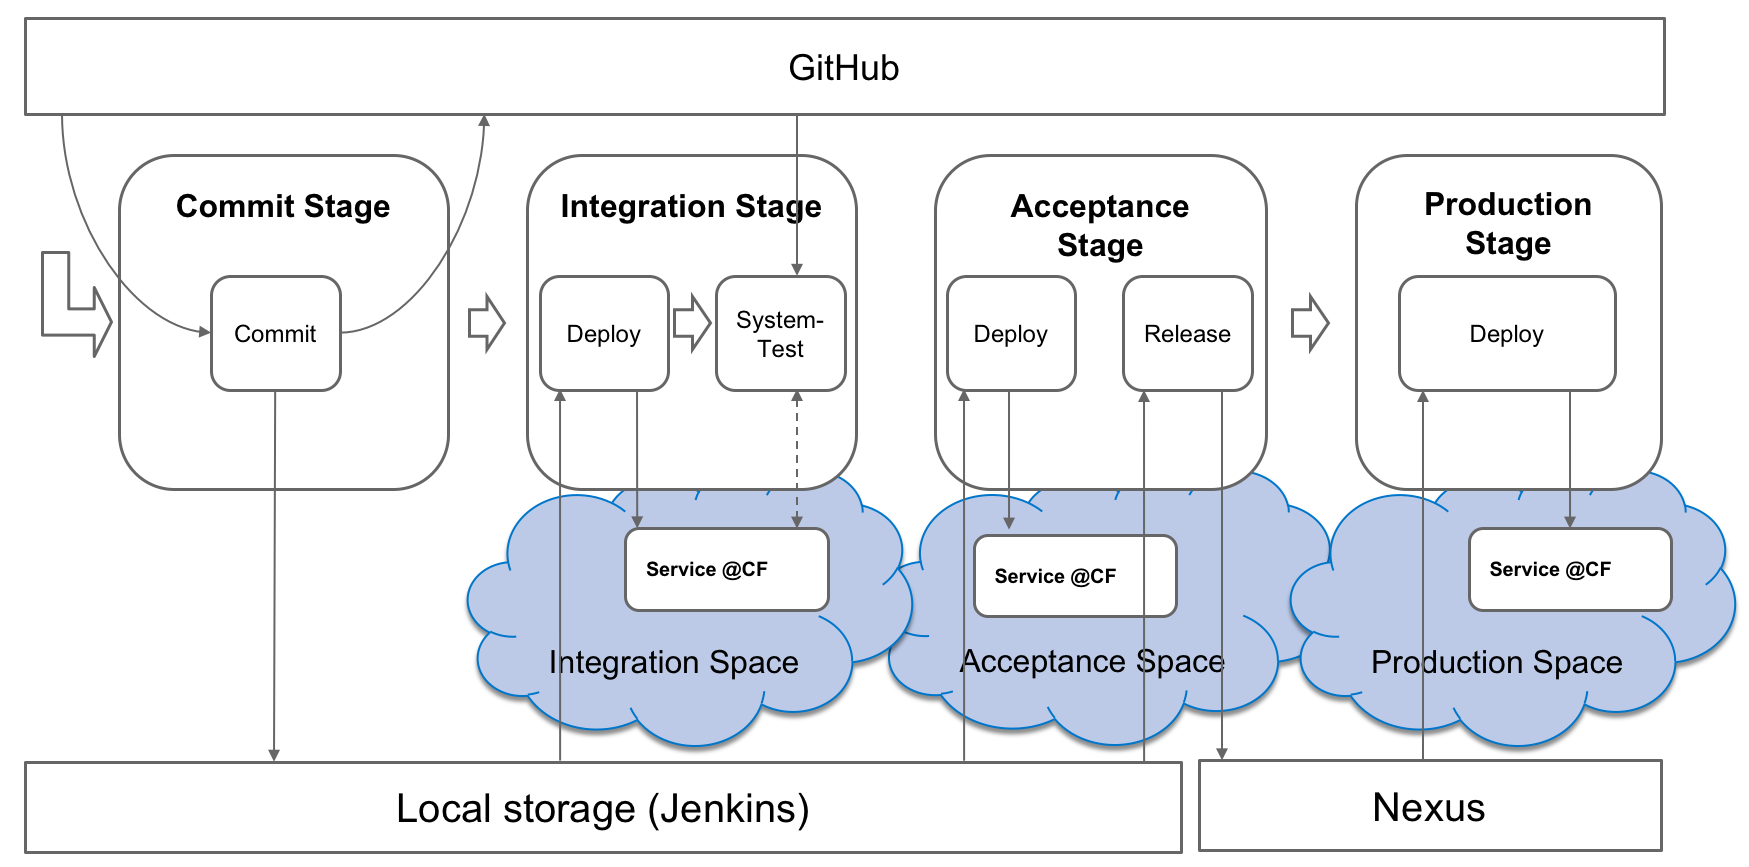 GitHub
Commit Stage
Integration Stage
Acceptance
Stage
Production
Stage
Commit
Deploy
System-
Test
Deploy
Release
Deploy
Service @CF
Service @CF
Service @CF
Integration Space
Acceptance Space
Production Space
Local storage (Jenkins)
Nexus